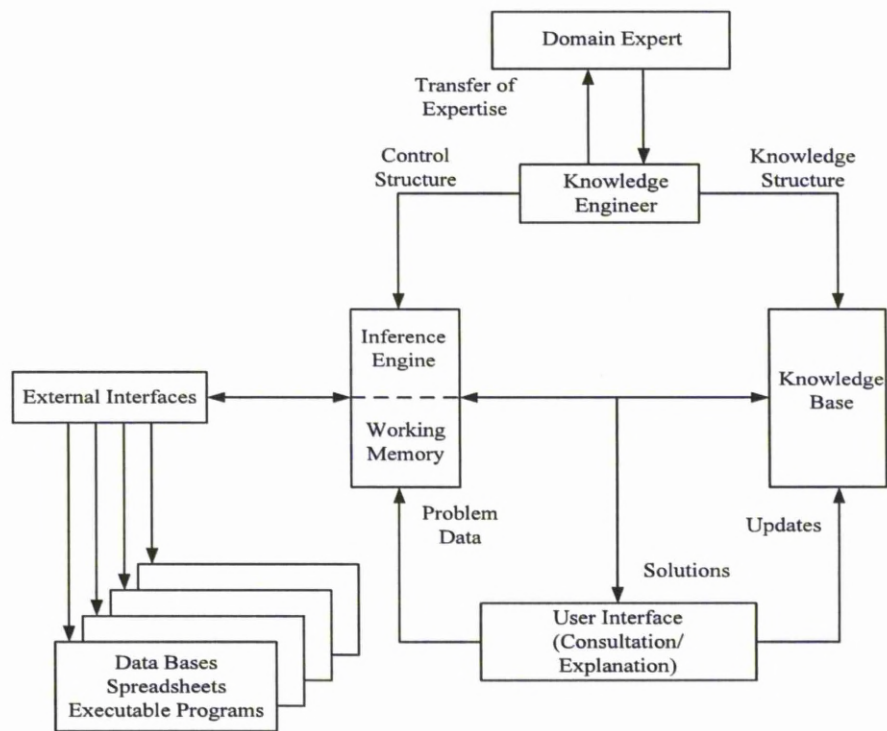 Domain Expert
Transfer of
Expertise
Control
Structure
Knowledge
Engineer
Knowledge
Structure
Inference
Engine
Working
Memory
External Interfaces
Knowledge
Base
Problem
Data
Updates
Solutions
User Interface
(Consultation/
Explanation)
Data Bases
Spreadsheets
Executable Programs